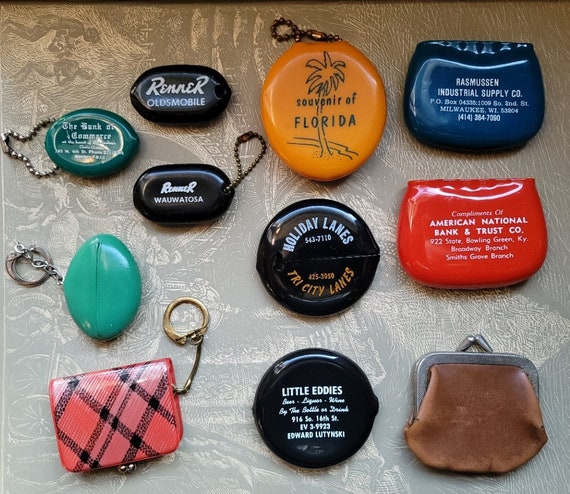 The Bank of
Commerce
RENNER
OLDSMOBILE
RENNER
WAUWATOSA
souvenir of
FLORIDA
RASMUSSEN
INDUSTRIAL SUPPLY CO.
P.O. Box 04335;1009 So. 2nd St.
MILWAUKEE, WI. 53204
(414) 384-7090
HOLIDAY LANES
543-7110
425-2050
TRI CITY LANES
Compliments Of
AMERICAN NATIONAL
BANK & TRUST CO.
922 State, Bowling Green, Ky
Broadway Branch
Smiths Grove Branch
LITTLE EDDIES
Beer - Liquor - Wine
By The Bottle or Drink
916 So. 16th St.
EV 3-9923
EDWARD LUTYNSKI